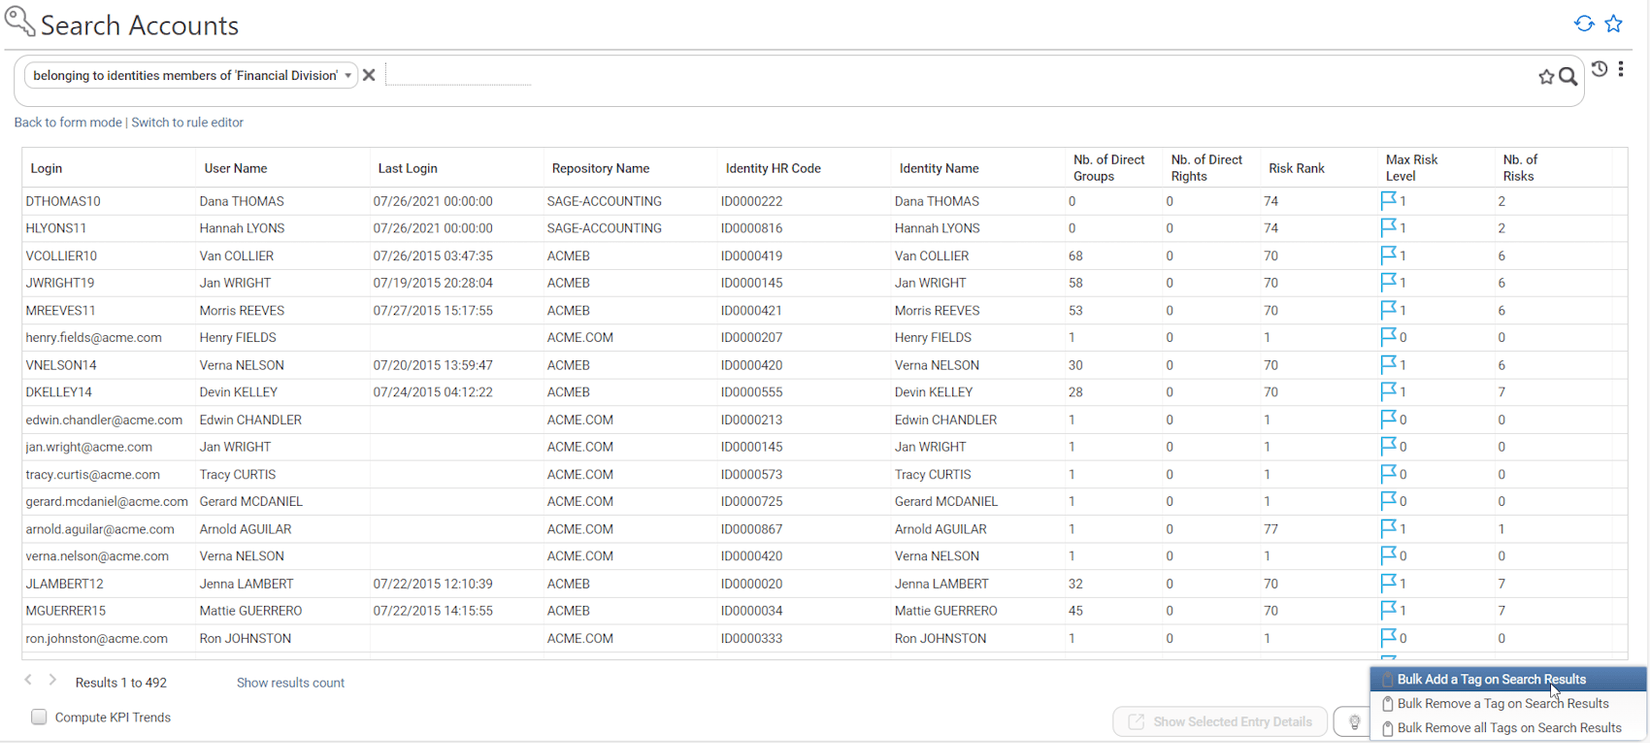 Search Accounts
belonging to identities members of 'Financial Division'
Back to form mode | Switch to rule editor
Login User Name Last Login Repository Name Identity HR Code Identity Name Nb. of Direct Groups Nb. of Direct Rights Risk Rank Max Risk Level Nb. of Risks
DTHOMAS10 Dana THOMAS 07/26/2021 00:00:00 SAGE-ACCOUNTING ID0000222 Dana THOMAS 0 0 74 1 2
HLYONS11 Hannah LYONS 07/26/2021 00:00:00 SAGE-ACCOUNTING ID0000816 Hannah LYONS 0 0 74 1 2
VCOLLIER10 Van COLLIER 07/26/2015 03:47:35 ACMEB ID0000419 Van COLLIER 68 0 70 1 6
JWRIGHT19 Jan WRIGHT 07/19/2015 20:28:04 ACMEB ID0000145 Jan WRIGHT 58 0 70 1 6
MREEVES11 Morris REEVES 07/27/2015 15:17:55 ACMEB ID0000421 Morris REEVES 53 0 70 1 6
henry.fields@acme.com Henry FIELDS ACME.COM ID0000207 Henry FIELDS 1 0 1 0 0
VNELSON14 Verna NELSON 07/20/2015 13:59:47 ACMEB ID0000420 Verna NELSON 30 0 70 1 6
DKELLEY14 Devin KELLEY 07/24/2015 04:12:22 ACMEB ID0000555 Devin KELLEY 28 0 70 1 7
edwin.chandler@acme.com Edwin CHANDLER ACME.COM ID0000213 Edwin CHANDLER 1 0 1 0 0
jan.wright@acme.com Jan WRIGHT ACME.COM ID0000145 Jan WRIGHT 1 0 1 0 0
tracy.curtis@acme.com Tracy CURTIS ACME.COM ID0000573 Tracy CURTIS 1 0 1 0 0
gerard.mcdaniel@acme.com Gerard MCDANIEL ACME.COM ID0000725 Gerard MCDANIEL 1 0 1 0 0
arnold.aguilar@acme.com Arnold AGUILAR ACME.COM ID0000867 Arnold AGUILAR 1 0 77 1 1
verna.nelson@acme.com Verna NELSON ACME.COM ID0000420 Verna NELSON 1 0 1 0 0
JLAMBERT12 Jenna LAMBERT 07/22/2015 12:10:39 ACMEB ID0000020 Jenna LAMBERT 32 0 70 1 7
MGUERRER15 Mattie GUERRERO 07/22/2015 14:15:55 ACMEB ID0000034 Mattie GUERRERO 45 0 70 1 7
ron.johnston@acme.com Ron JOHNSTON ACME.COM ID0000333 Ron JOHNSTON 1 0 1 0 0
Results 1 to 492 Show results count
Bulk Add a Tag on Search Results
Bulk Remove a Tag on Search Results
Bulk Remove all Tags on Search Results
Compute KPI Trends
Show Selected Entry Details